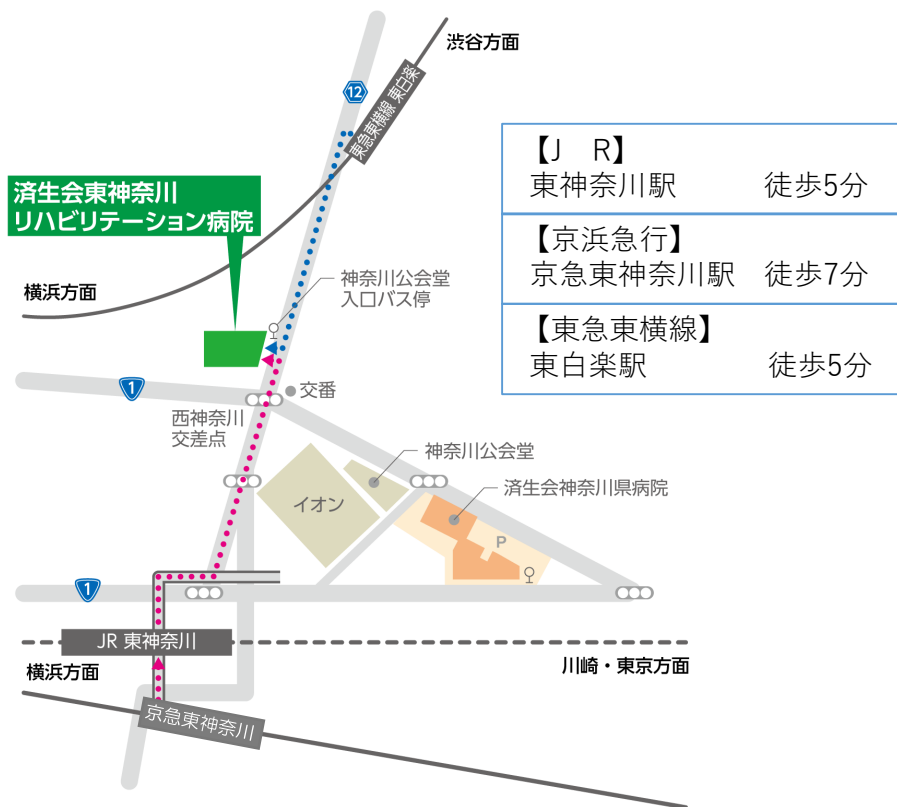 渋谷方面
12
東急東横線 東白楽
【J　R】
東神奈川駅　　　徒歩5分
【京浜急行】
京急東神奈川駅　徒歩7分
【東急東横線】
東白楽駅　　　　徒歩5分
済生会東神奈川
リハビリテーション病院
神奈川公会堂
入口バス停
横浜方面
1
交番
西神奈川
交差点
神奈川公会堂
済生会神奈川県病院
イオン
P
1
JR 東神奈川
横浜方面
川崎・東京方面
京急東神奈川